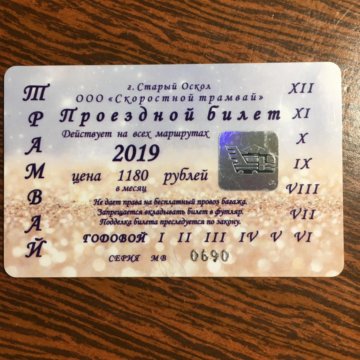 ТРАМВАЙ
г. Старый Оскол
ООО «Скоростной трамвай»
Проездной билет
Действует на всех маршрутах
2019
цена 1180 рублей
в месяц
Не дает права на бесплатный провоз багажа.
Запрещается вкладывать билет в футляр.
Подделка билета преследуется по закону.
ГОДОВОЙ I II III IV V VI
СЕРИЯ МВ 0690
XII
XI
X
IX
VIII
VII